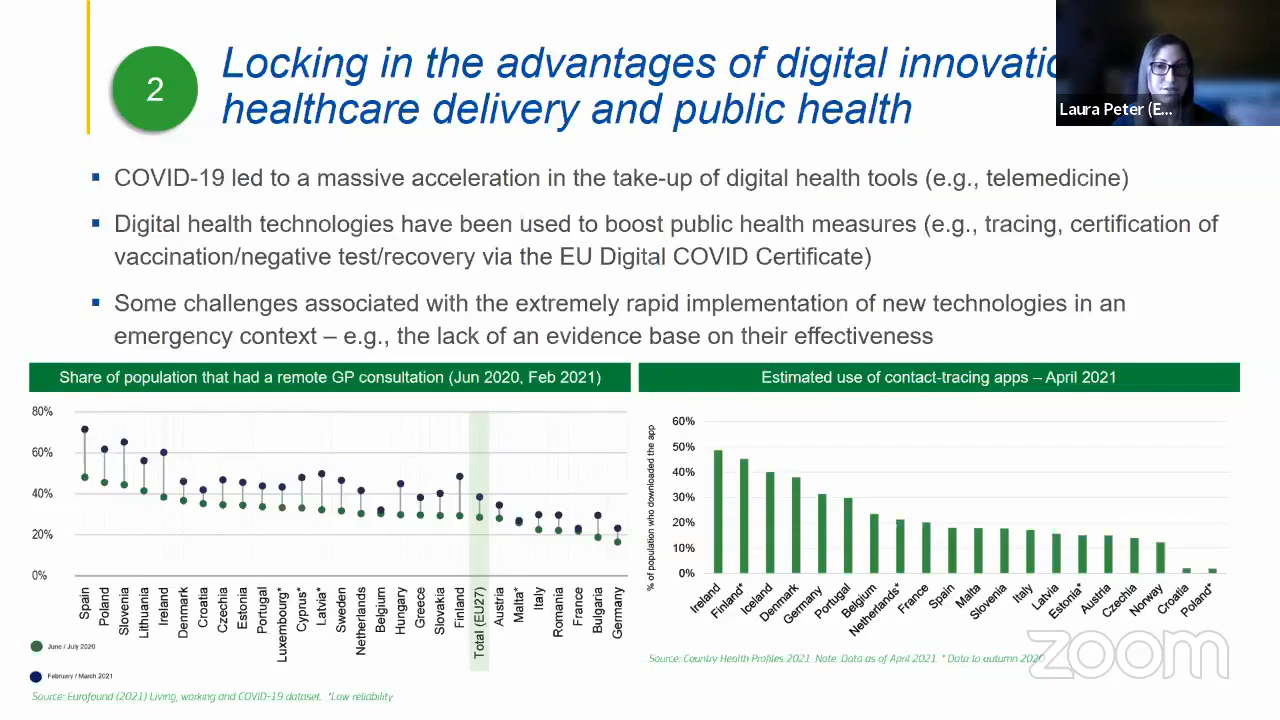 2
Locking in the advantages of digital innovatio
healthcare delivery and public health
Laura Peter (E...
▪ COVID-19 led to a massive acceleration in the take-up of digital health tools (e.g., telemedicine)
▪ Digital health technologies have been used to boost public health measures (e.g., tracing, certification of
vaccination/negative test/recovery via the EU Digital COVID Certificate)
▪ Some challenges associated with the extremely rapid implementation of new technologies in an
emergency context – e.g., the lack of an evidence base on their effectiveness
Share of population that had a remote GP consultation (Jun 2020, Feb 2021)
80%
60%
40%
20%
0%
Spain
Poland
Slovenia
Lithuania
Ireland
Denmark
Croatia
Czechia
Estonia
Portugal
Luxembourg*
Cyprus*
Latvia*
Sweden
Netherlands
Belgium
Hungary
Greece
Slovakia
Finland
Total (EU27)
Austria
Malta*
Italy
Romania
France
Bulgaria
Germany
June / July 2020
February / March 2021
Source: Eurofound (2021) Living, working and COVID-19 dataset. *Low reliability
Estimated use of contact-tracing apps – April 2021
% of population who downloaded the app
60%
50%
40%
30%
20%
10%
0%
Ireland
Finland*
Iceland
Denmark
Germany
Portugal
Belgium
Netherlands*
France
Spain
Malta
Slovenia
Italy
Latvia
Estonia*
Austria
Czechia
Norway
Croatia
Poland*
Source: Country Health Profiles 2021. Note: Data as of April 2021. * Data to autumn 2020
zoom